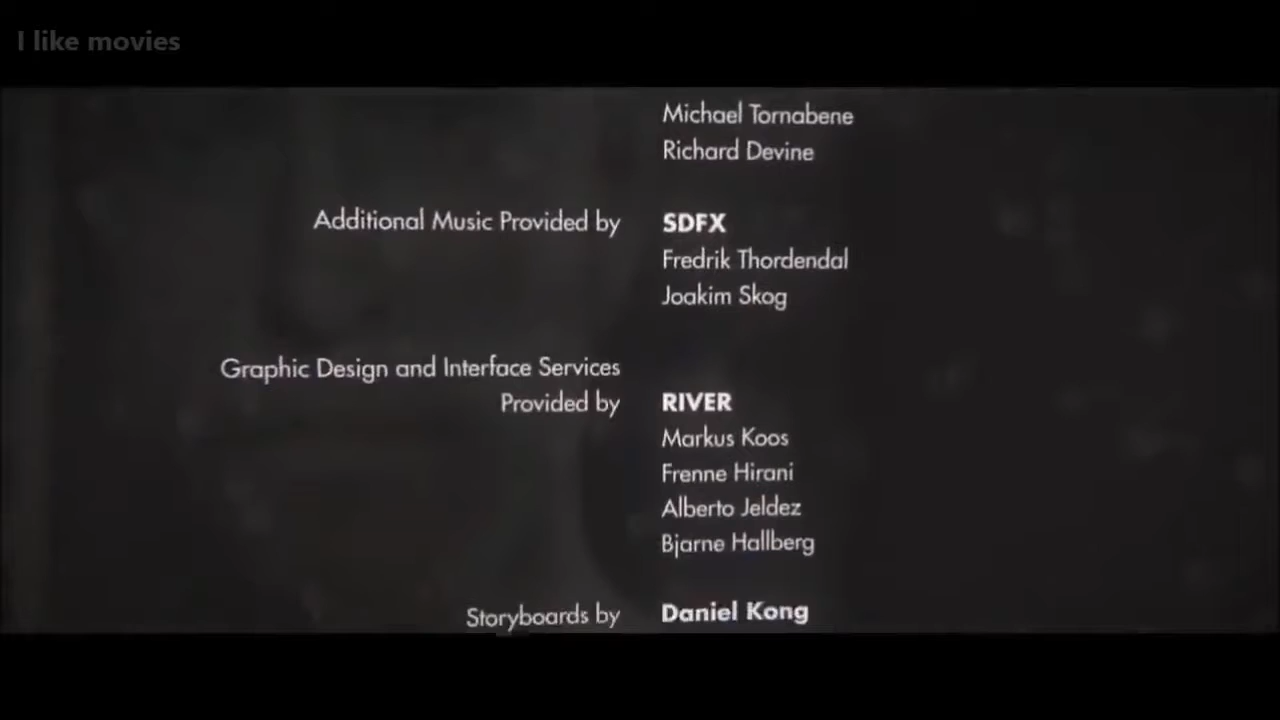 I like movies
Michael Tornabene
Richard Devine
Additional Music Provided by SDFX
Fredrik Thordendal
Joakim Skog
Graphic Design and Interface Services
Provided by RIVER
Markus Koos
Frenne Hirani
Alberto Jeldez
Bjarne Hallberg
Storyboards by Daniel Kong